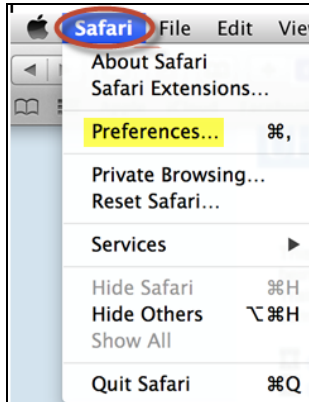 Safari File Edit Vie
About Safari
Safari Extensions...
Preferences... ⌘,
Private Browsing...
Reset Safari...
Services ▶
Hide Safari ⌘H
Hide Others ⌥⌘H
Show All
Quit Safari ⌘Q